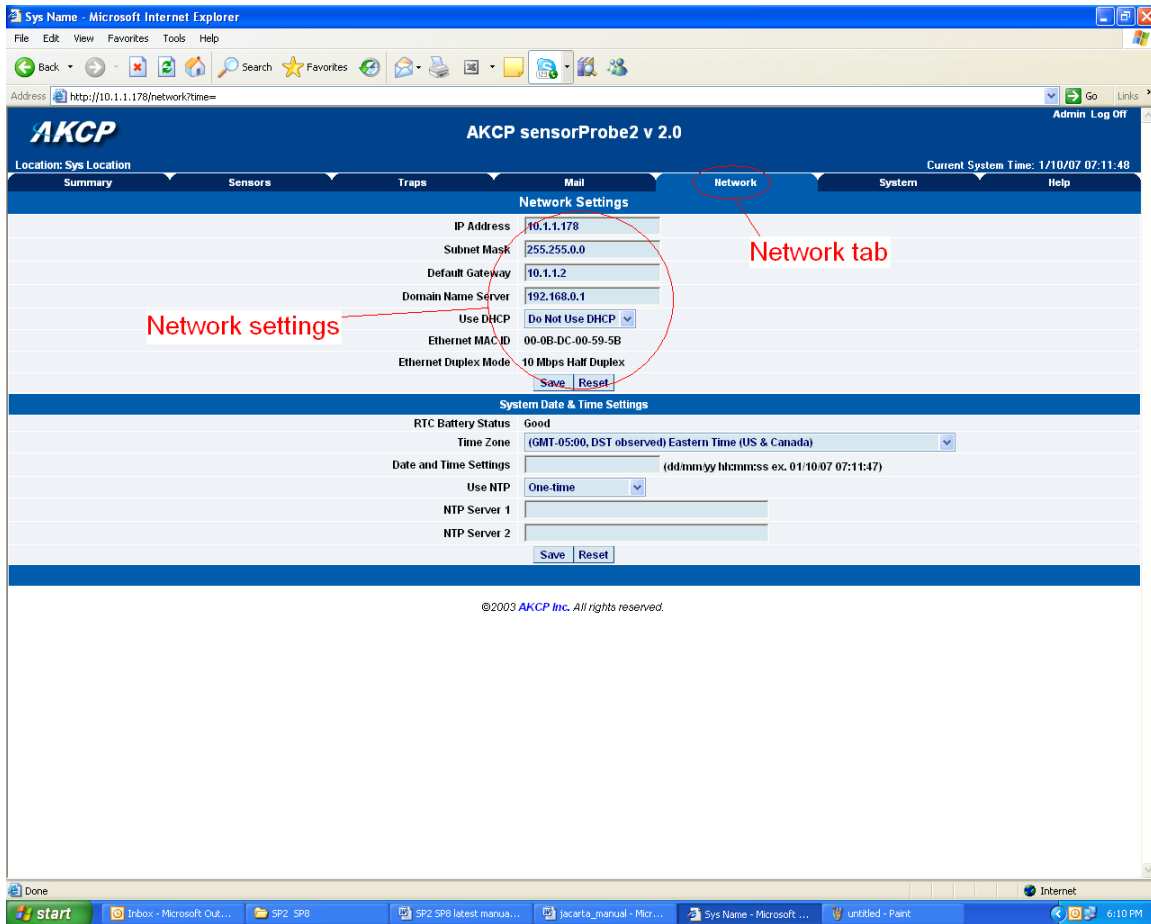 Sys Name - Microsoft Internet Explorer
File Edit View Favorites Tools Help
Back Search Favorites
Address http://10.1.1.178/network?time= Go Links »
Admin Log Off
AKCP
AKCP sensorProbe2 v 2.0
Location: Sys Location Current System Time: 1/10/07 07:11:48
Summary Sensors Traps Mail Network System Help
Network Settings
IP Address 10.1.1.178
Subnet Mask 255.255.0.0
Network tab
Default Gateway 10.1.1.2
Domain Name Server 192.168.0.1
Network settings
Use DHCP Do Not Use DHCP
Ethernet MAC ID 00-0B-DC-00-59-5B
Ethernet Duplex Mode 10 Mbps Half Duplex
Save Reset
System Date & Time Settings
RTC Battery Status Good
Time Zone (GMT-05:00, DST observed) Eastern Time (US & Canada)
Date and Time Settings (dd/mm/yy hh:mm:ss ex. 01/10/07 07:11:47)
Use NTP One-time
NTP Server 1
NTP Server 2
Save Reset
©2003 AKCP Inc. All rights reserved.
Done Internet
start Inbox - Microsoft Out... SP2 SP8 SP2 SP8 latest manua... jacarta_manual - Micr... Sys Name - Microsoft ... untitled - Paint 6:10 PM